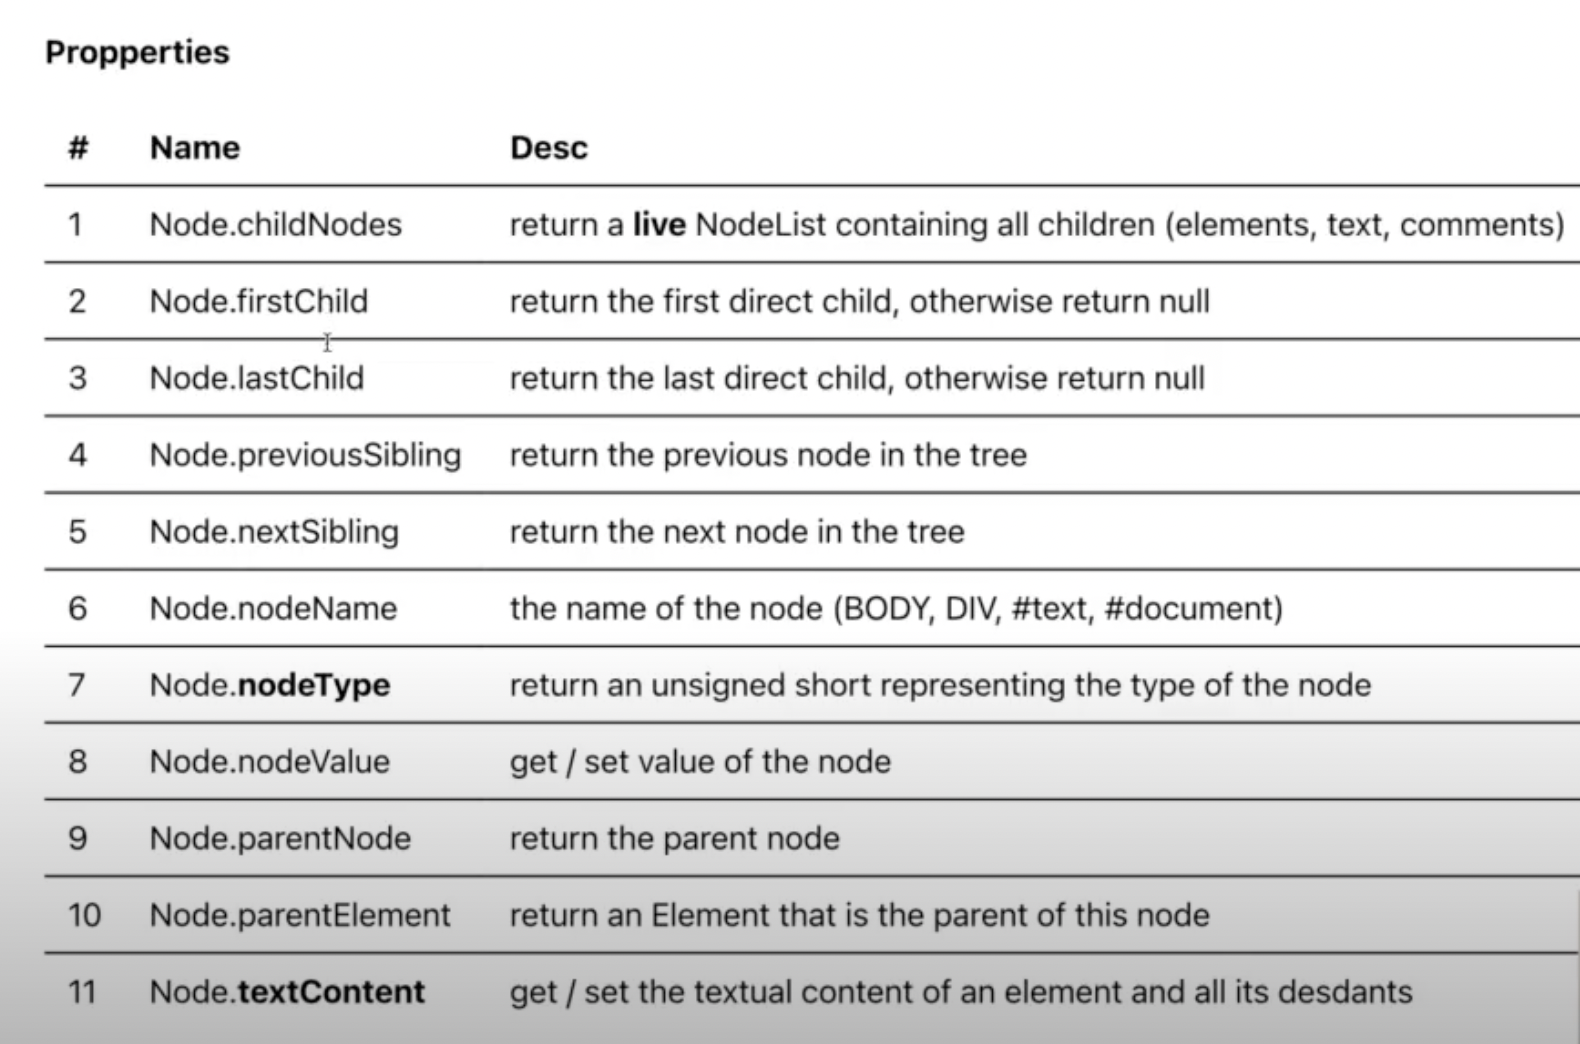 Propperties
# Name Desc
1 Node.childNodes return a live NodeList containing all children (elements, text, comments)
2 Node.firstChild return the first direct child, otherwise return null
3 Node.lastChild return the last direct child, otherwise return null
4 Node.previousSibling return the previous node in the tree
5 Node.nextSibling return the next node in the tree
6 Node.nodeName the name of the node (BODY, DIV, #text, #document)
7 Node.nodeType return an unsigned short representing the type of the node
8 Node.nodeValue get / set value of the node
9 Node.parentNode return the parent node
10 Node.parentElement return an Element that is the parent of this node
11 Node.textContent get / set the textual content of an element and all its desdants